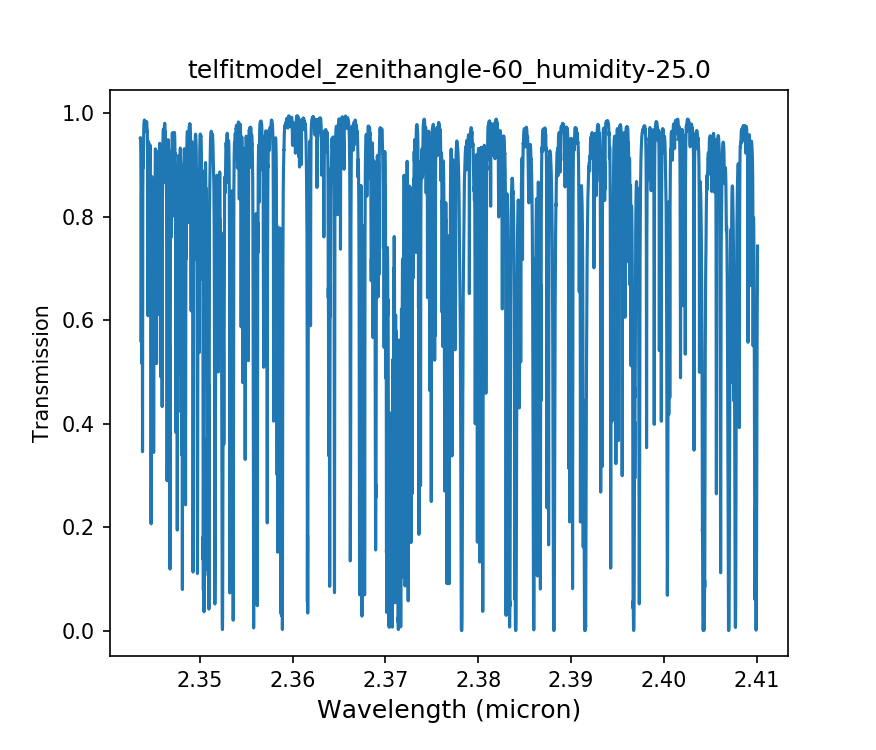 telfitmodel_zenithangle-60_humidity-25.0
1.0
0.8
0.6
0.4
0.2
0.0
Transmission
2.35 2.36 2.37 2.38 2.39 2.40 2.41
Wavelength (micron)